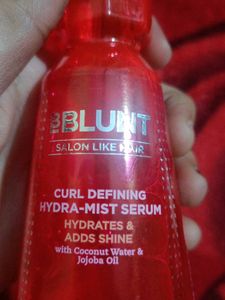 BBLUNT
SALON LIKE HAIR
CURL DEFINING
HYDRA-MIST SERUM
HYDRATES &
ADDS SHINE
with Coconut Water &
Jojoba Oil